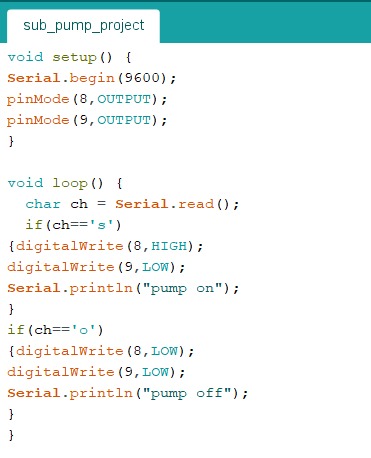 sub_pump_project
void setup() {
Serial.begin(9600);
pinMode(8,OUTPUT);
pinMode(9,OUTPUT);
}
void loop() {
char ch = Serial.read();
if(ch=='s')
{digitalWrite(8,HIGH);
digitalWrite(9,LOW);
Serial.println("pump on");
}
if(ch=='o')
{digitalWrite(8,LOW);
digitalWrite(9,LOW);
Serial.println("pump off");
}
}